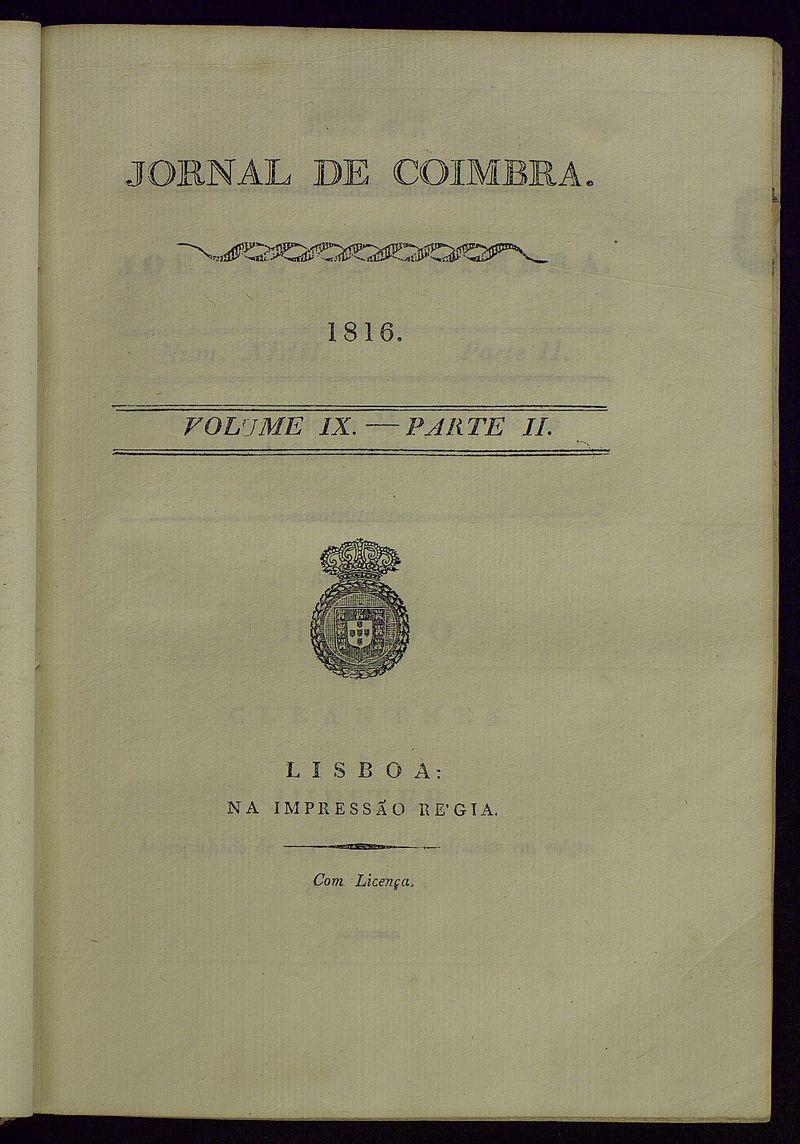 JORNAL DE COIMBRA.
1816.
VOLUME IX. — PARTE II.
LISBOA:
NA IMPRESSÃO RE'GIA.
Com Licença.